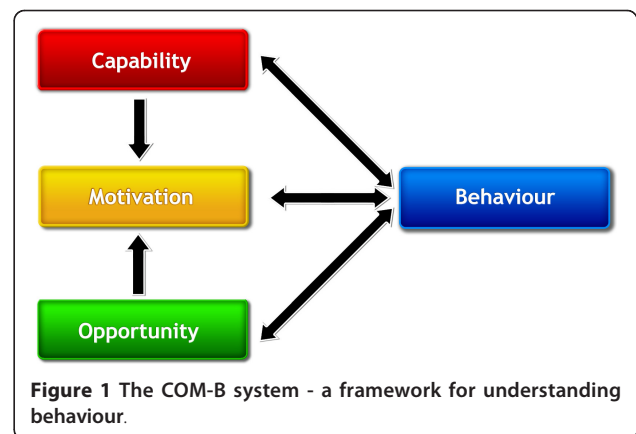 Capability
Motivation
Behaviour
Opportunity
Figure 1 The COM-B system - a framework for understanding
behaviour.